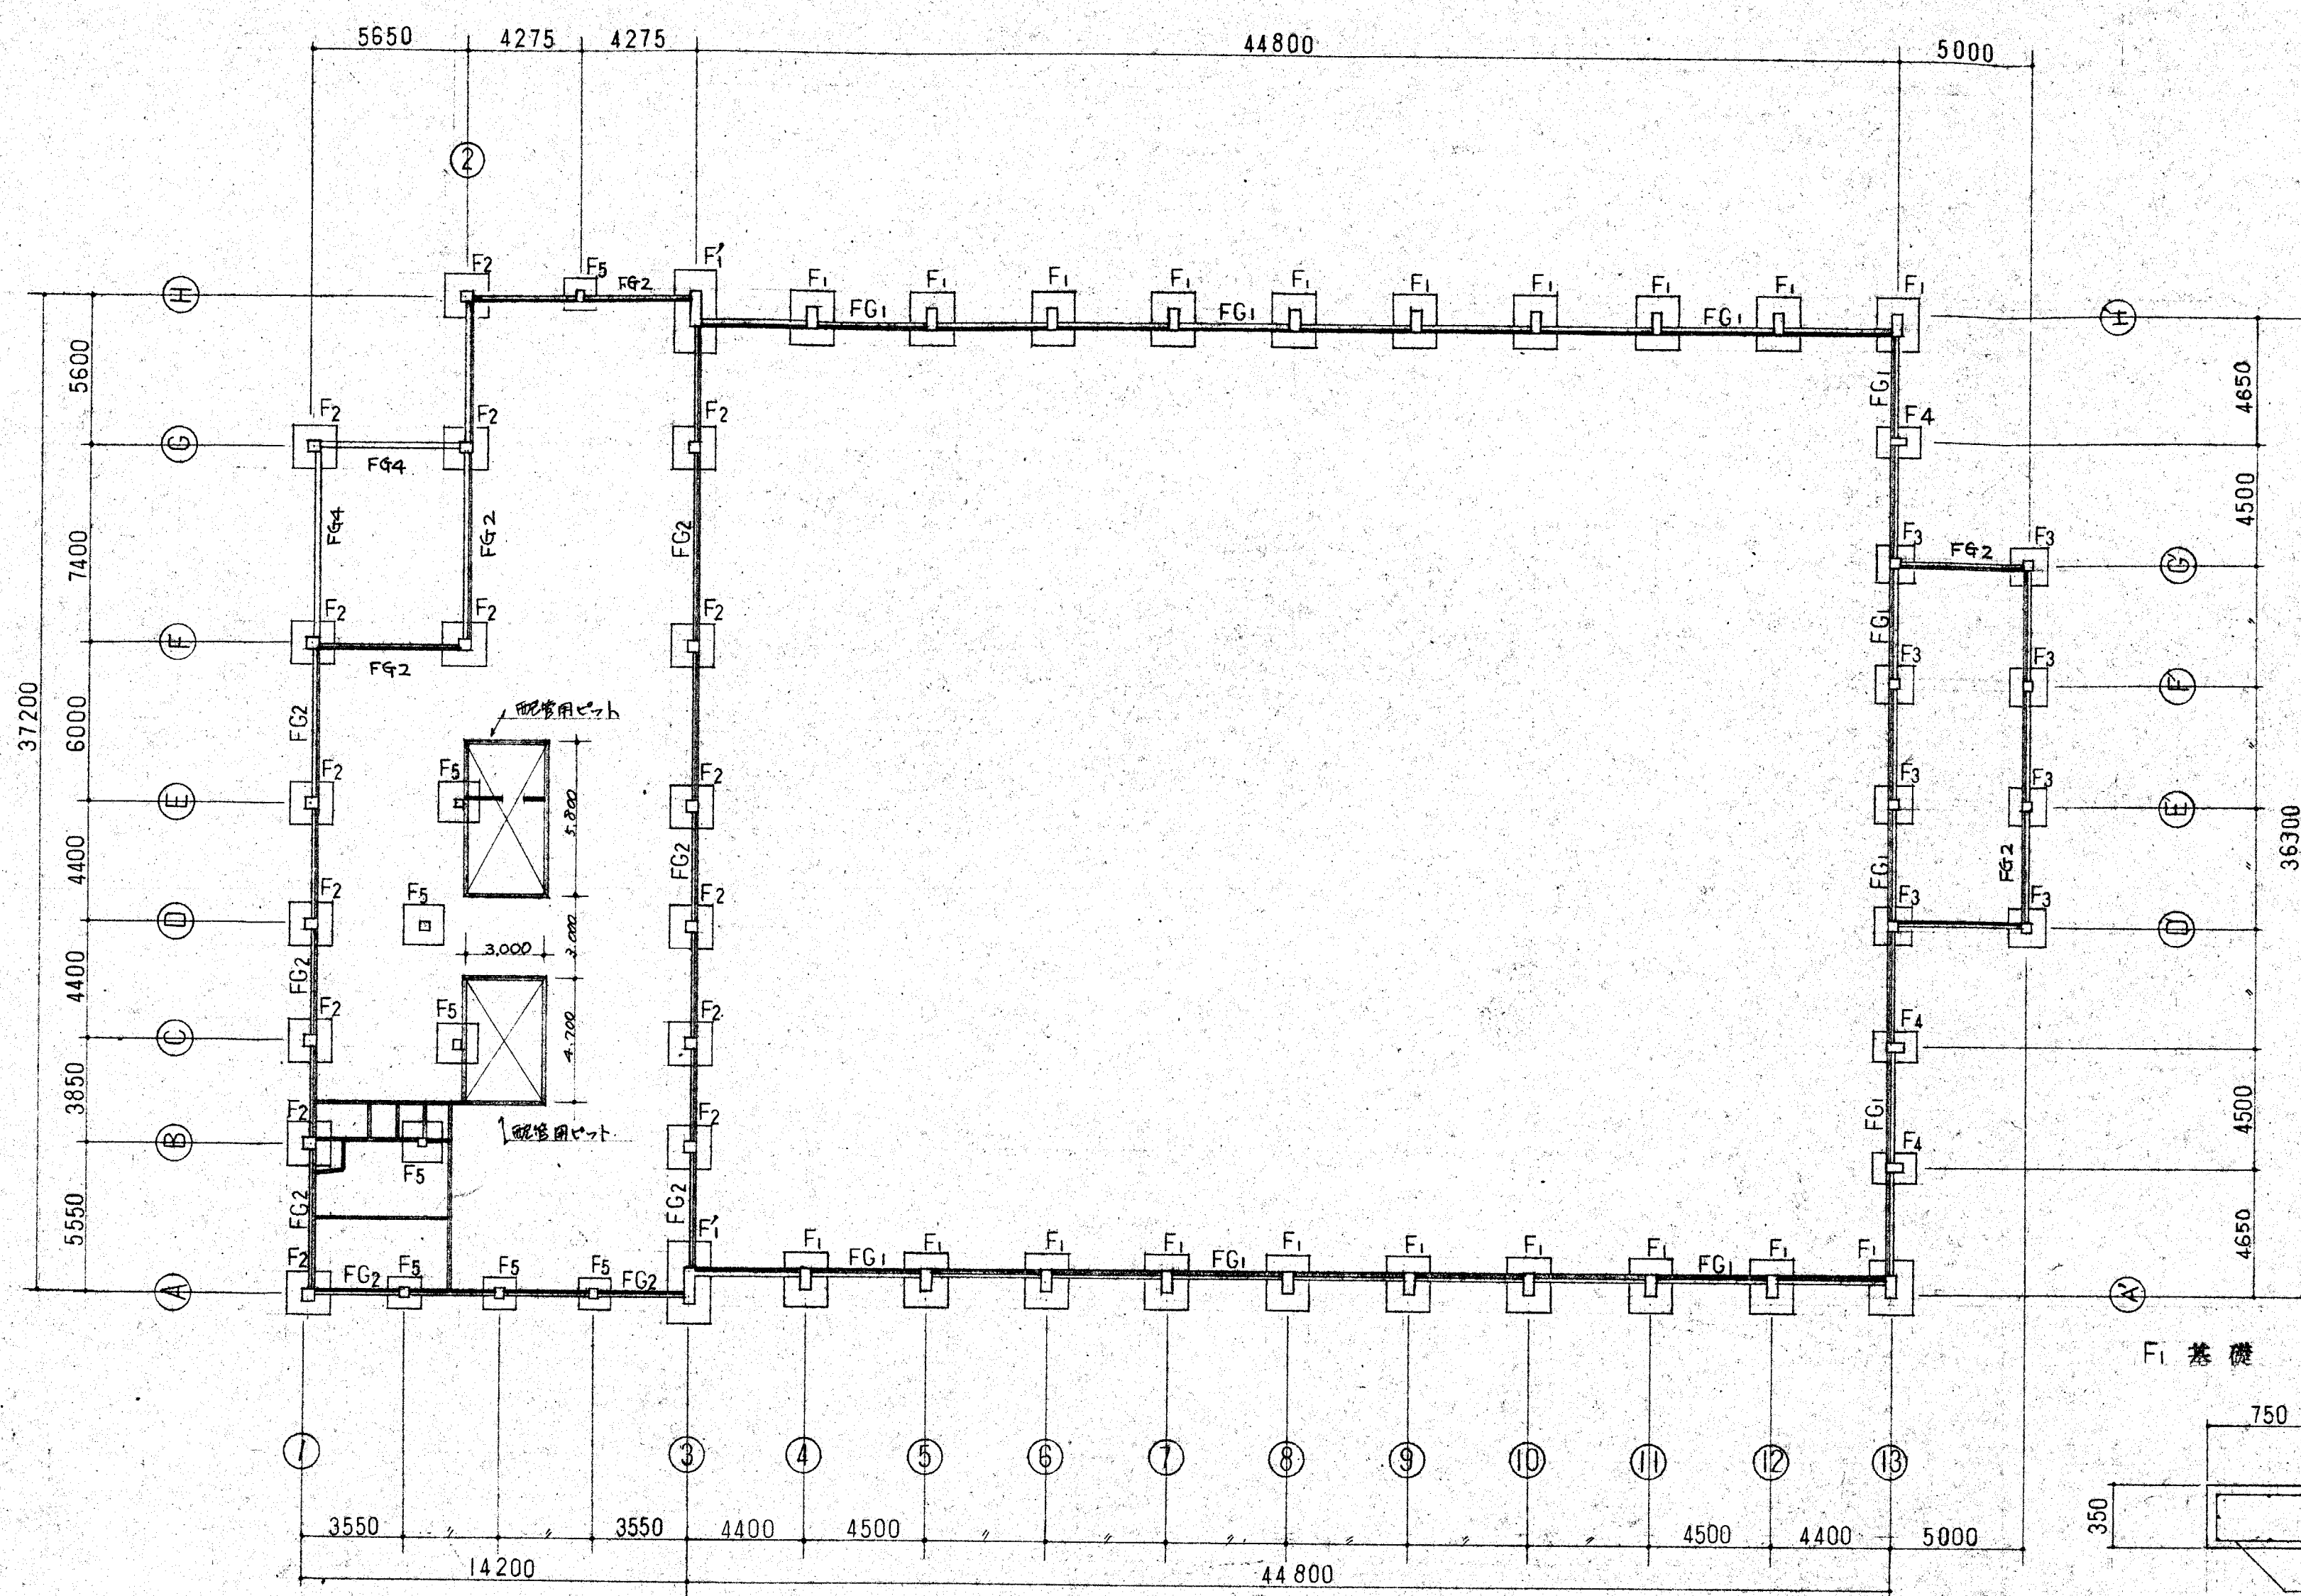 5650 4275 4275 44800 5000
2
F2 F5 FG2 F1' F1 F1 F1 F1 F1 F1 F1 F1 F1 F1
FG1 FG1 FG1
H H'
5600 FG1 4650
F2 F2 F2 F4
G
FG4
4500
FG4 FG2 FG2
7400
F3 FG2 F3
G'
F2 F2 F2 FG1
F
FG2
F3 F3
F'
〃
37200
6000 FG2
配管用ピット
〃
F2 F5 F2 F3 F3
E E'
5.800
4400 FG2 FG1 FG2
36300
〃
F2 F5 F2 F3 F3
D D'
3.000 2.000
4400 FG2
〃
F2 F5 F2 F4
C
4.200
3850
F2 F2 FG1 4500
B
配管用ピット
F5 F4
5550 FG2 FG2 4650
F1'
F2 FG2 F5 F5 F5 FG2 F1 FG1 F1 F1 F1 FG1 F1 F1 F1 F1 FG1 F1 F1
A A'
F1 基礎
750
1 3 4 5 6 7 8 9 10 11 12 13
350
3550 〃 〃 3550 4400 4500 〃 〃 〃 〃 〃 〃 4500 4400 5000
14200 44800